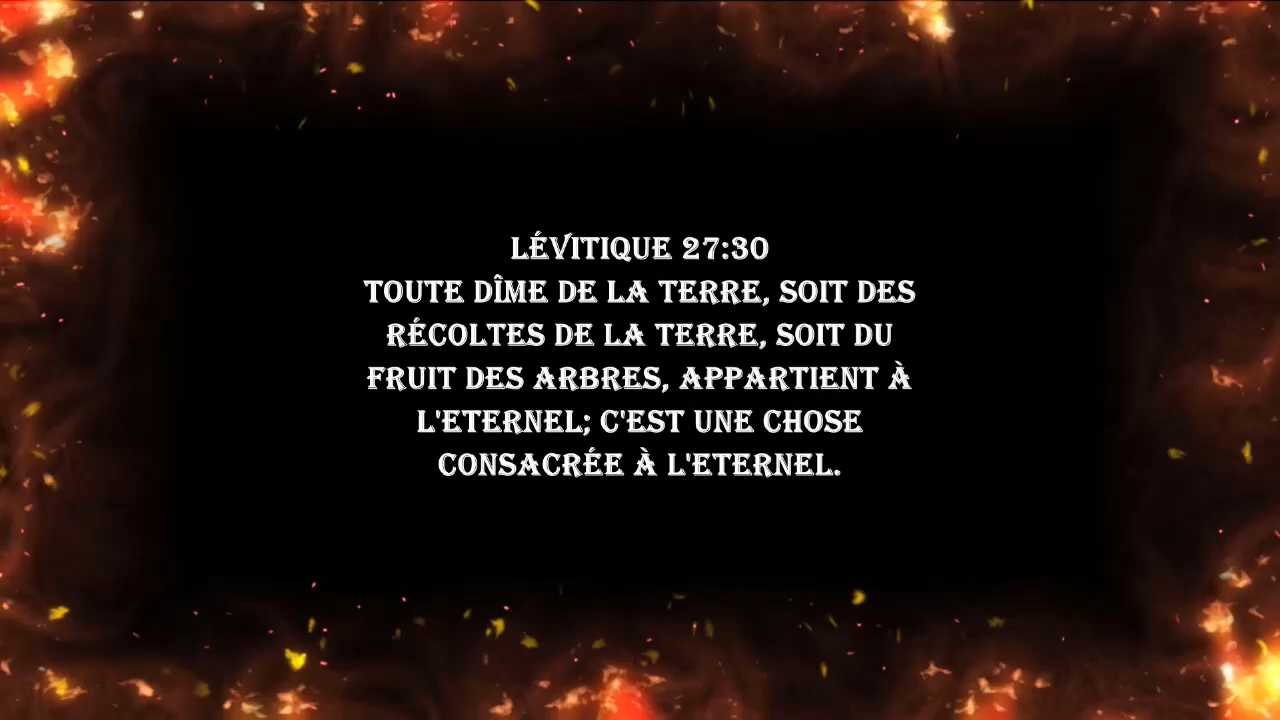 LÉVITIQUE 27:30
TOUTE DÎME DE LA TERRE, SOIT DES
RÉCOLTES DE LA TERRE, SOIT DU
FRUIT DES ARBRES, APPARTIENT À
L'ETERNEL; C'EST UNE CHOSE
CONSACRÉE À L'ETERNEL.